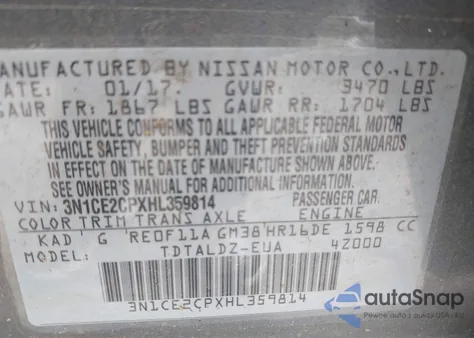 MANUFACTURED BY NISSAN MOTOR CO., LTD.
DATE: 01/17 GVWR: 3470 LBS
GAWR FR: 1867 LBS GAWR RR: 1704 LBS
THIS VEHICLE CONFORMS TO ALL APPLICABLE FEDERAL MOTOR
VEHICLE SAFETY, BUMPER AND THEFT PREVENTION STANDARDS
IN EFFECT ON THE DATE OF MANUFACTURE SHOWN ABOVE.
SEE OWNER'S MANUAL FOR ADDITIONAL INFORMATION.
VIN: 3N1CE2CPXHL359814 PASSENGER CAR.
COLOR TRIM TRANS AXLE ENGINE
KAD G RE0F11A GM38 HR16DE 1598 CC
MODEL: TDTALDZ-EUA 4Z000
3N1CE2CPXHL359814
autoSnap
Auto z USA